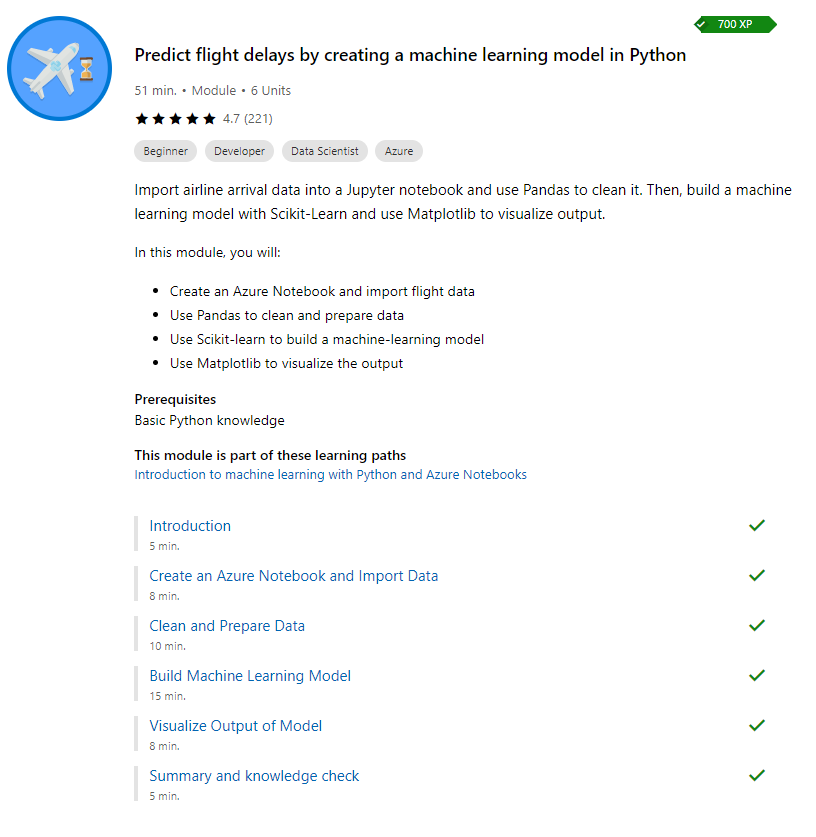 700 XP
Predict flight delays by creating a machine learning model in Python
51 min. • Module • 6 Units
4.7 (221)
Beginner Developer Data Scientist Azure
Import airline arrival data into a Jupyter notebook and use Pandas to clean it. Then, build a machine
learning model with Scikit-Learn and use Matplotlib to visualize output.
In this module, you will:
• Create an Azure Notebook and import flight data
• Use Pandas to clean and prepare data
• Use Scikit-learn to build a machine-learning model
• Use Matplotlib to visualize the output
Prerequisites
Basic Python knowledge
This module is part of these learning paths
Introduction to machine learning with Python and Azure Notebooks
Introduction
5 min.
Create an Azure Notebook and Import Data
8 min.
Clean and Prepare Data
10 min.
Build Machine Learning Model
15 min.
Visualize Output of Model
8 min.
Summary and knowledge check
5 min.